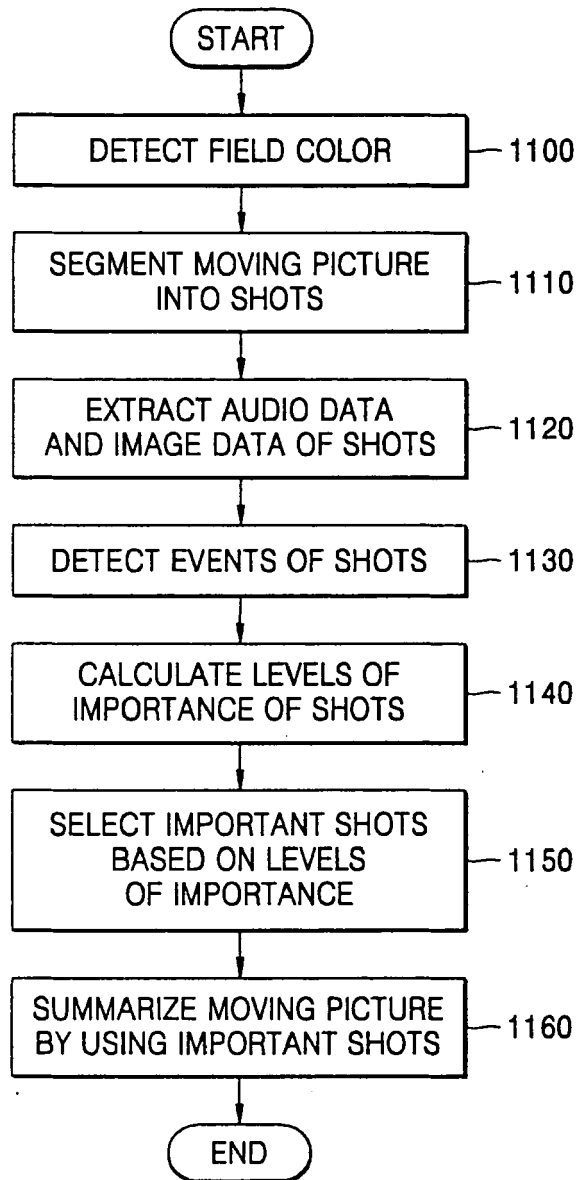 START
DETECT FIELD COLOR
1100
SEGMENT MOVING PICTURE
INTO SHOTS
1110
EXTRACT AUDIO DATA
AND IMAGE DATA OF SHOTS
1120
DETECT EVENTS OF SHOTS
1130
CALCULATE LEVELS OF
IMPORTANCE OF SHOTS
1140
SELECT IMPORTANT SHOTS
BASED ON LEVELS
OF IMPORTANCE
1150
SUMMARIZE MOVING PICTURE
BY USING IMPORTANT SHOTS
1160
END